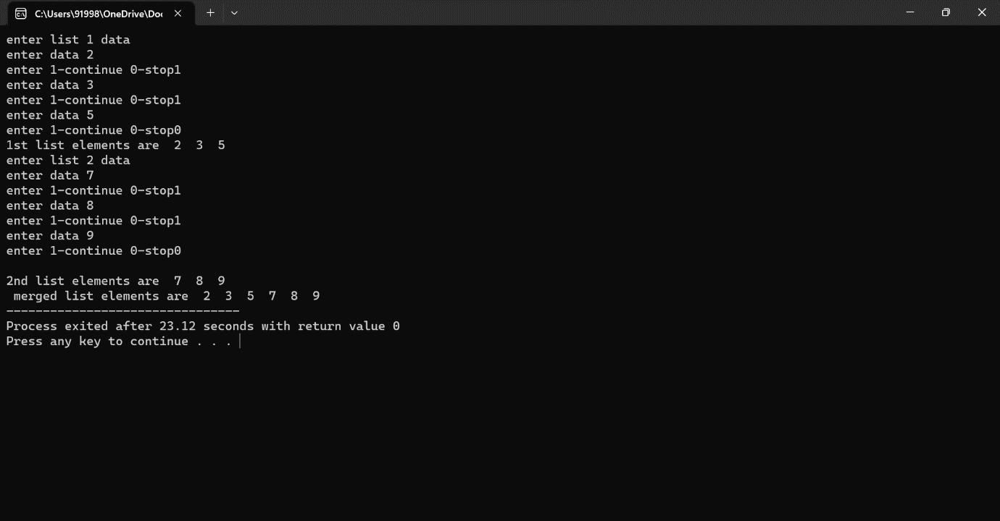 C:\Users\91998\OneDrive\Doc
enter list 1 data
enter data 2
enter 1-continue 0-stop1
enter data 3
enter 1-continue 0-stop1
enter data 5
enter 1-continue 0-stop0
1st list elements are  2  3  5
enter list 2 data
enter data 7
enter 1-continue 0-stop1
enter data 8
enter 1-continue 0-stop1
enter data 9
enter 1-continue 0-stop0
2nd list elements are  7  8  9
merged list elements are  2  3  5  7  8  9
--------------------------------
Process exited after 23.12 seconds with return value 0
Press any key to continue . . .